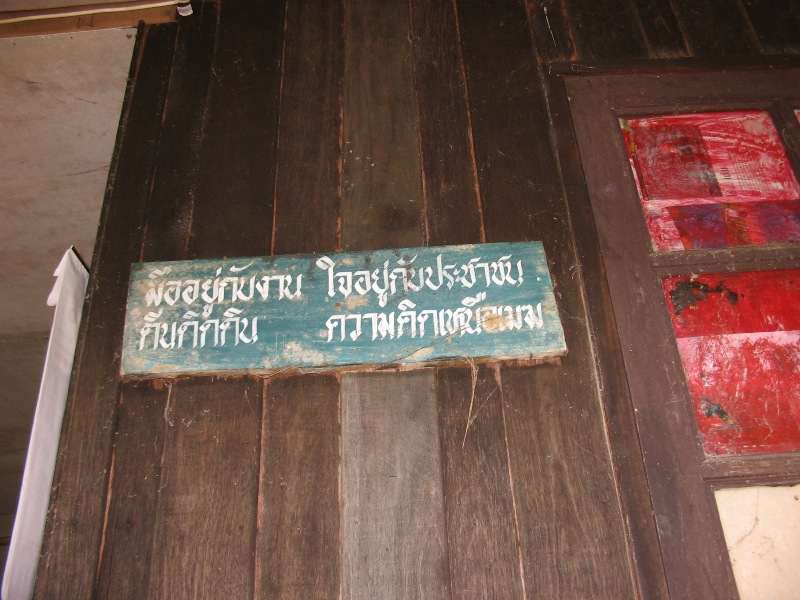 มืออยู่กับงาน ใจอยู่กับประชาชน
ตีนติดดิน ความคิดเหนือเมฆ